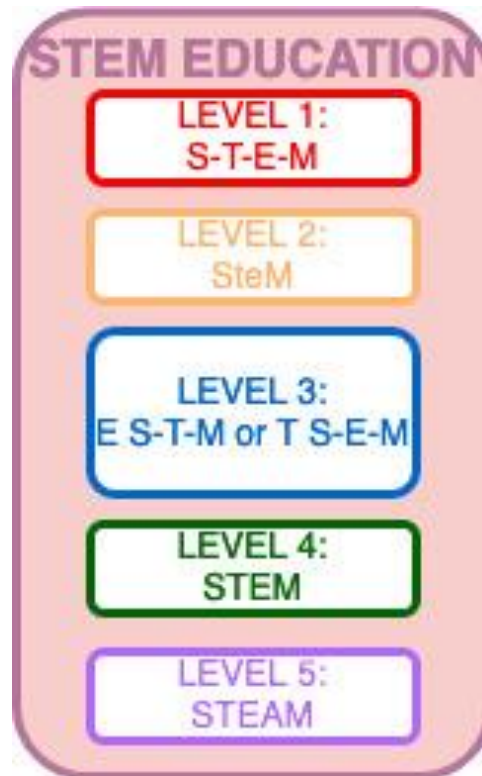 STEM EDUCATION
LEVEL 1:
S-T-E-M
LEVEL 2:
SteM
LEVEL 3:
E S-T-M or T S-E-M
LEVEL 4:
STEM
LEVEL 5:
STEAM